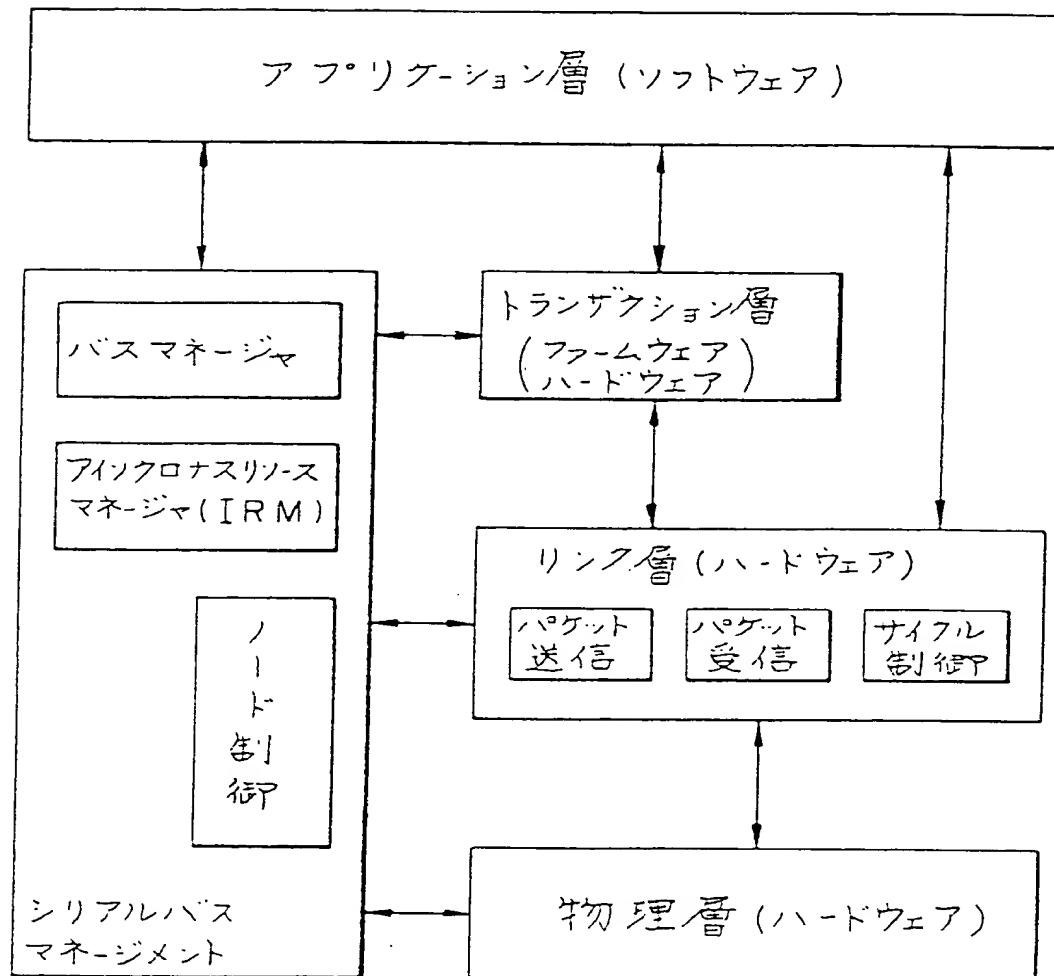 アプリケーション層(ソフトウェア)
バスマネージャ
アイソクロナスリソース
マネージャ(IRM)
ノード制御
シリアルバス
マネージメント
トランザクション層
(ファームウェア
ハードウェア)
リンク層(ハードウェア)
パケット
送信
パケット
受信
サイクル
制御
物理層(ハードウェア)